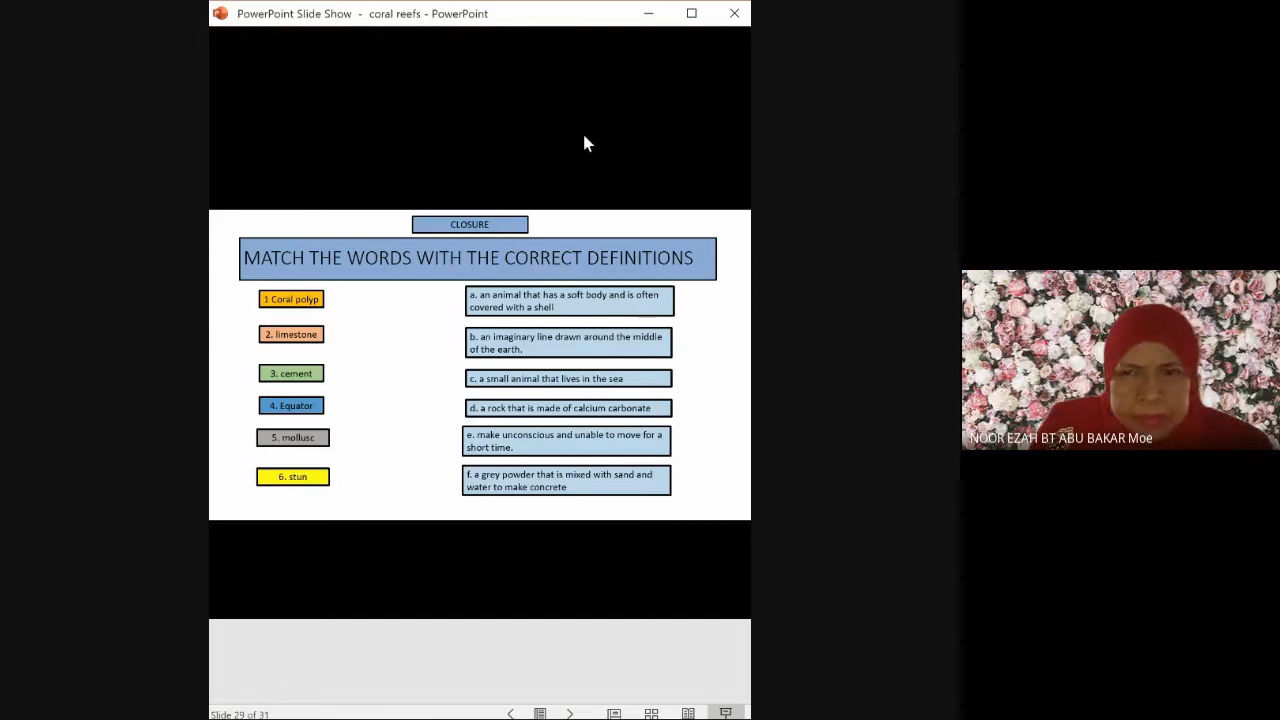 PowerPoint Slide Show - coral reefs - PowerPoint
CLOSURE
MATCH THE WORDS WITH THE CORRECT DEFINITIONS
1 Coral polyp
2. limestone
3. cement
4. Equator
5. mollusc
6. stun
a. an animal that has a soft body and is often
covered with a shell
b. an imaginary line drawn around the middle
of the earth.
c. a small animal that lives in the sea
d. a rock that is made of calcium carbonate
e. make unconscious and unable to move for a
short time.
f. a grey powder that is mixed with sand and
water to make concrete
NOOR EZAH BT ABU BAKAR Moe
Slide 29 of 31